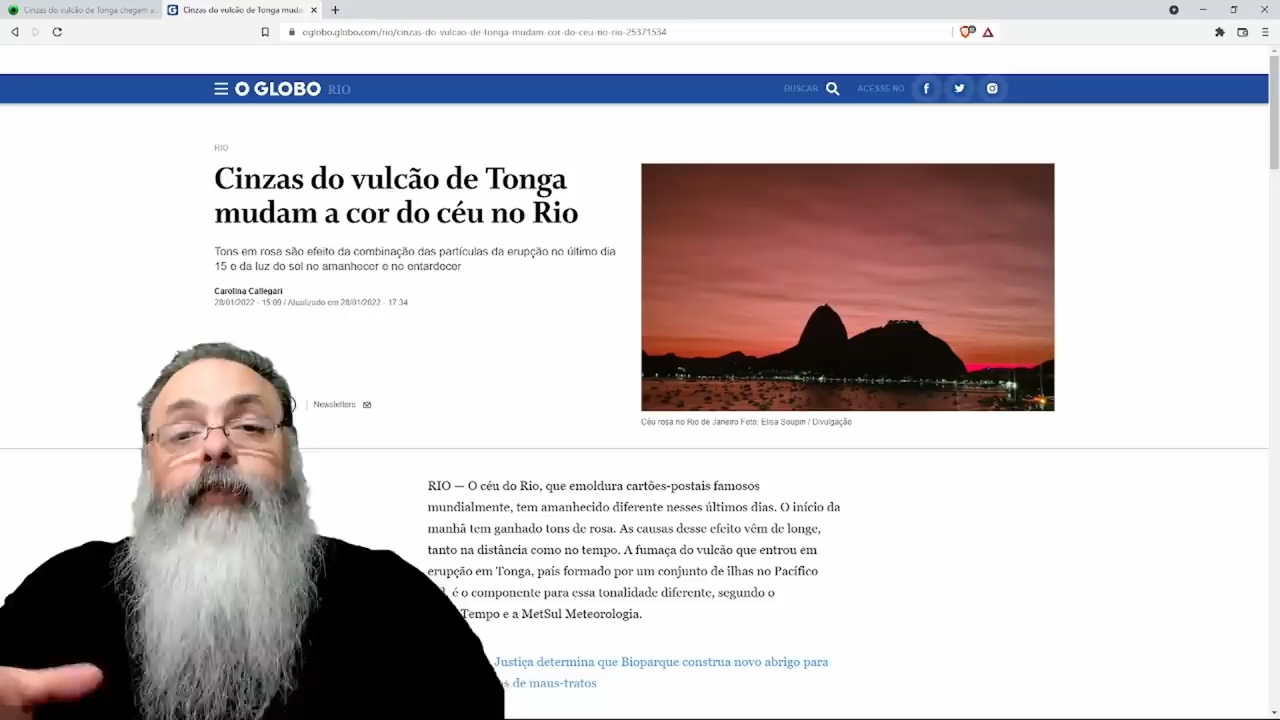 Cinzas do vulcão de Tonga chegam a
Cinzas do vulcão de Tonga muda
oglobo.globo.com/rio/cinzas-do-vulcao-de-tonga-mudam-cor-do-ceu-no-rio-25371534
O GLOBO RIO
BUSCAR
ACESSE NO
RIO
Cinzas do vulcão de Tonga
mudam a cor do céu no Rio
Tons em rosa são efeito da combinação das partículas da erupção no último dia
15 e da luz do sol no amanhecer e no entardecer
Carolina Callegari
28/01/2022 - 15:09 / Atualizado em 28/01/2022 - 17:34
Newsletters
Céu rosa no Rio de Janeiro Foto: Elisa Soupin / Divulgação
RIO — O céu do Rio, que emoldura cartões-postais famosos
mundialmente, tem amanhecido diferente nesses últimos dias. O início da
manhã tem ganhado tons de rosa. As causas desse efeito vêm de longe,
tanto na distância como no tempo. A fumaça do vulcão que entrou em
erupção em Tonga, país formado por um conjunto de ilhas no Pacífico
é o componente para essa tonalidade diferente, segundo o
Tempo e a MetSul Meteorologia.
Justiça determina que Bioparque construa novo abrigo para
de maus-tratos